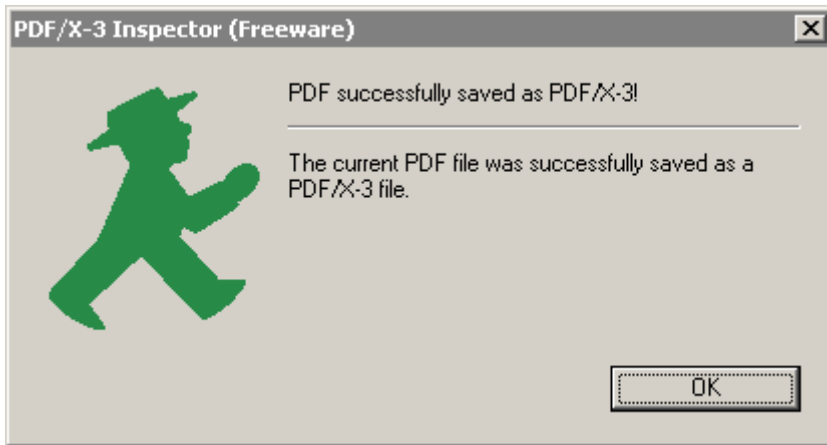 PDF/X-3 Inspector (Freeware)
PDF successfully saved as PDF/X-3!
The current PDF file was successfully saved as a
PDF/X-3 file.
OK